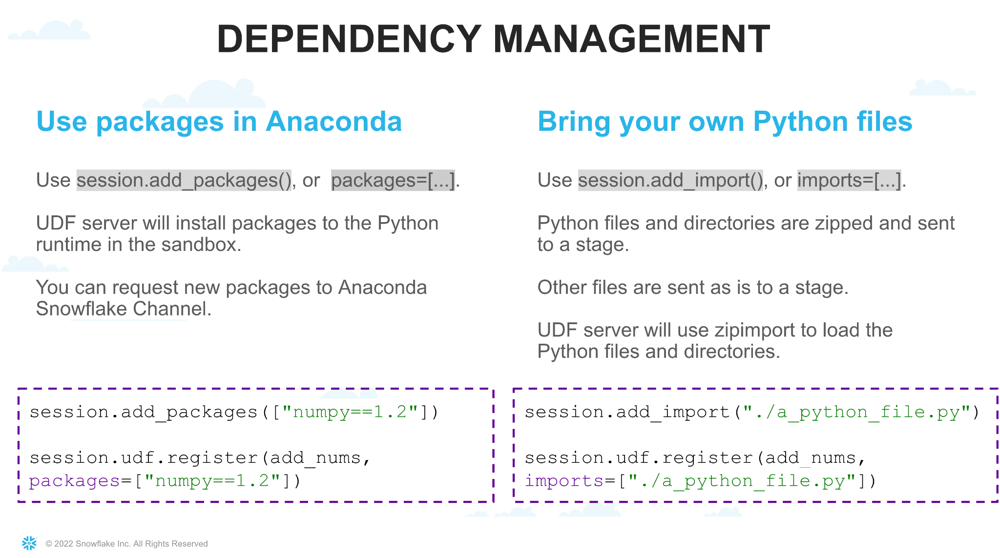 DEPENDENCY MANAGEMENT
Use packages in Anaconda
Use session.add_packages(), or packages=[...].
UDF server will install packages to the Python
runtime in the sandbox.
You can request new packages to Anaconda
Snowflake Channel.
session.add_packages(["numpy==1.2"])
session.udf.register(add_nums,
packages=["numpy==1.2"])
Bring your own Python files
Use session.add_import(), or imports=[...].
Python files and directories are zipped and sent
to a stage.
Other files are sent as is to a stage.
UDF server will use zipimport to load the
Python files and directories.
session.add_import("./a_python_file.py")
session.udf.register(add_nums,
imports=["./a_python_file.py"])
© 2022 Snowflake Inc. All Rights Reserved